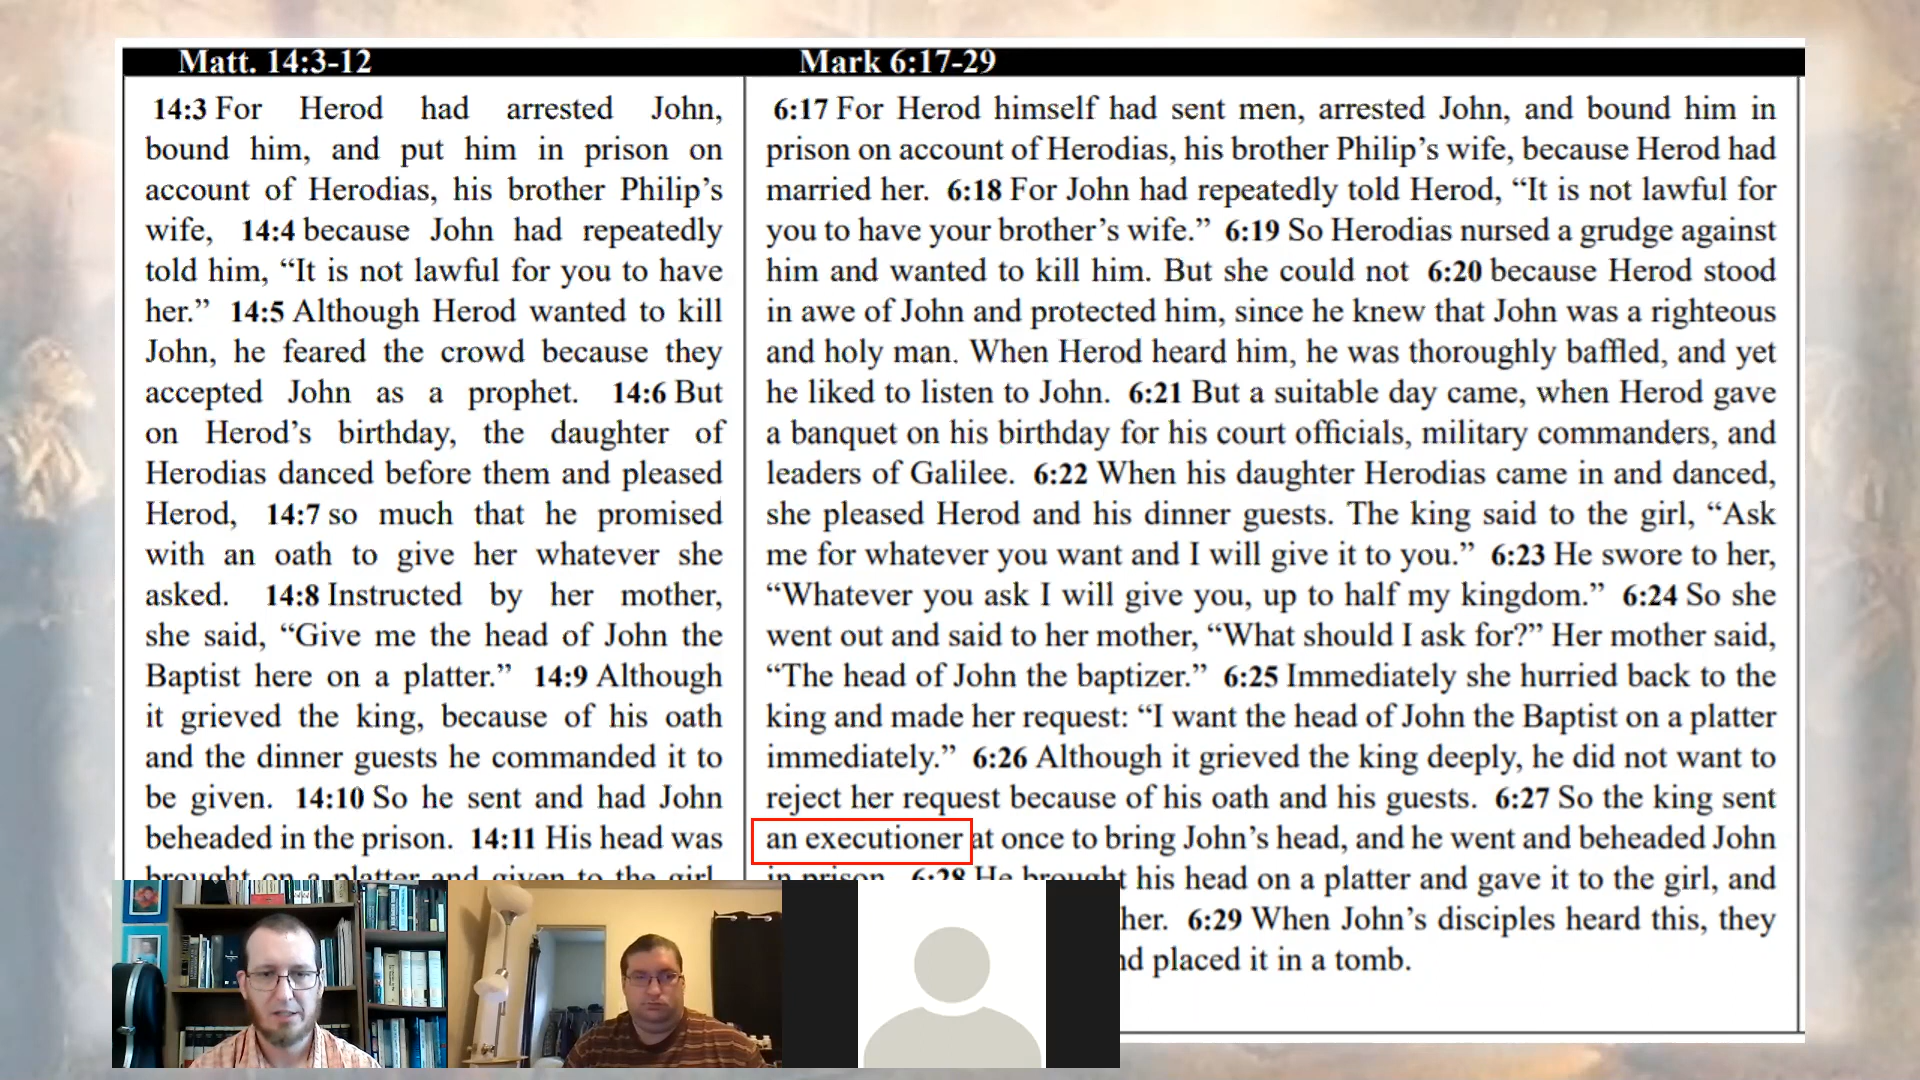 Matt. 14:3-12
14:3 For Herod had arrested John,
bound him, and put him in prison on
account of Herodias, his brother Philip’s
wife, 14:4 because John had repeatedly
told him, “It is not lawful for you to have
her.” 14:5 Although Herod wanted to kill
John, he feared the crowd because they
accepted John as a prophet. 14:6 But
on Herod’s birthday, the daughter of
Herodias danced before them and pleased
Herod, 14:7 so much that he promised
with an oath to give her whatever she
asked. 14:8 Instructed by her mother,
she said, “Give me the head of John the
Baptist here on a platter.” 14:9 Although
it grieved the king, because of his oath
and the dinner guests he commanded it to
be given. 14:10 So he sent and had John
beheaded in the prison. 14:11 His head was
brought on a platter and given to the girl,
Mark 6:17-29
6:17 For Herod himself had sent men, arrested John, and bound him in
prison on account of Herodias, his brother Philip’s wife, because Herod had
married her. 6:18 For John had repeatedly told Herod, “It is not lawful for
you to have your brother’s wife.” 6:19 So Herodias nursed a grudge against
him and wanted to kill him. But she could not 6:20 because Herod stood
in awe of John and protected him, since he knew that John was a righteous
and holy man. When Herod heard him, he was thoroughly baffled, and yet
he liked to listen to John. 6:21 But a suitable day came, when Herod gave
a banquet on his birthday for his court officials, military commanders, and
leaders of Galilee. 6:22 When his daughter Herodias came in and danced,
she pleased Herod and his dinner guests. The king said to the girl, “Ask
me for whatever you want and I will give it to you.” 6:23 He swore to her,
“Whatever you ask I will give you, up to half my kingdom.” 6:24 So she
went out and said to her mother, “What should I ask for?” Her mother said,
“The head of John the baptizer.” 6:25 Immediately she hurried back to the
king and made her request: “I want the head of John the Baptist on a platter
immediately.” 6:26 Although it grieved the king deeply, he did not want to
reject her request because of his oath and his guests. 6:27 So the king sent
an executioner at once to bring John’s head, and he went and beheaded John
in prison. 6:28 He brought his head on a platter and gave it to the girl, and
her. 6:29 When John’s disciples heard this, they
placed it in a tomb.